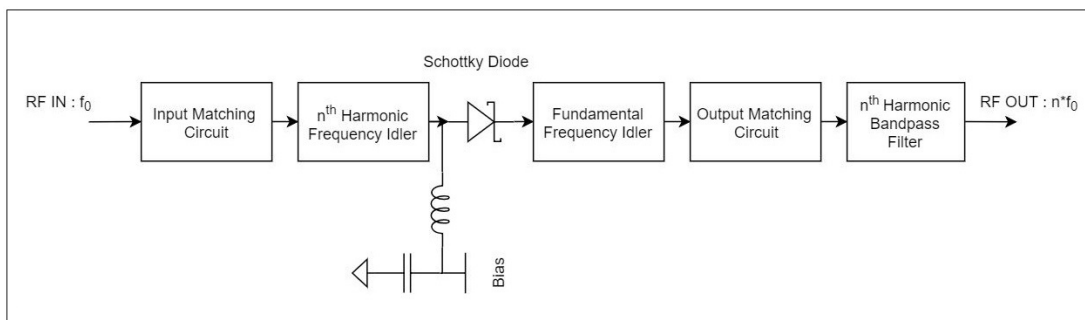 Schottky Diode
RF IN : f₀
Input Matching
Circuit
nᵗʰ Harmonic
Frequency Idler
Fundamental
Frequency Idler
Output Matching
Circuit
nᵗʰ Harmonic
Bandpass
Filter
RF OUT : n*f₀
Bias